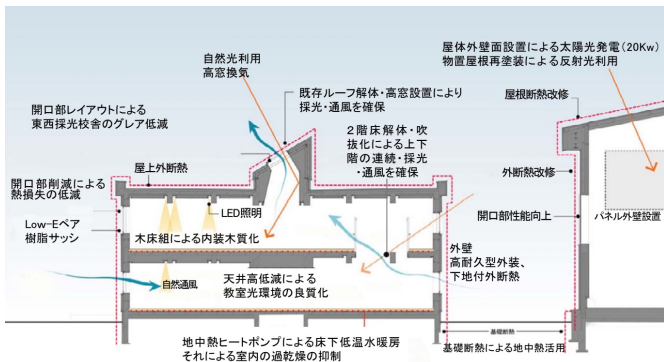 自然光利用
高窓換気
屋体外壁面設置による太陽光発電(20Kw)
物置屋根再塗装による反射光利用
既存ルーフ解体・高窓設置により
採光・通風を確保
屋根断熱改修
開口部レイアウトによる
東西採光校舎のグレア低減
2階床解体・吹
抜化による上下
階の連続・採光
・通風を確保
屋上外断熱
外断熱改修
開口部削減による
熱損失の低減
LED照明
開口部性能向上
パネル外壁設置
Low-Eペア
樹脂サッシ
木床組による内装木質化
外壁
高耐久型外装、
下地付外断熱
天井高低減による
教室光環境の良質化
自然通風
基礎断熱
地中熱ヒートポンプによる床下低温水暖房
それによる室内の過乾燥の抑制
基礎断熱による地中熱活用